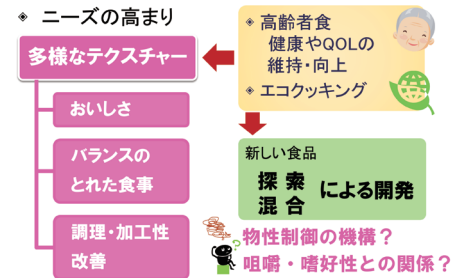 ◈ ニーズの高まり
多様なテクスチャー
おいしさ
バランスの
とれた食事
調理・加工性
改善
◈ 高齢者食
健康やQOLの
維持・向上
◈ エコクッキング
新しい食品
探索
混合
による開発
物性制御の機構？
咀嚼・嗜好性との関係？